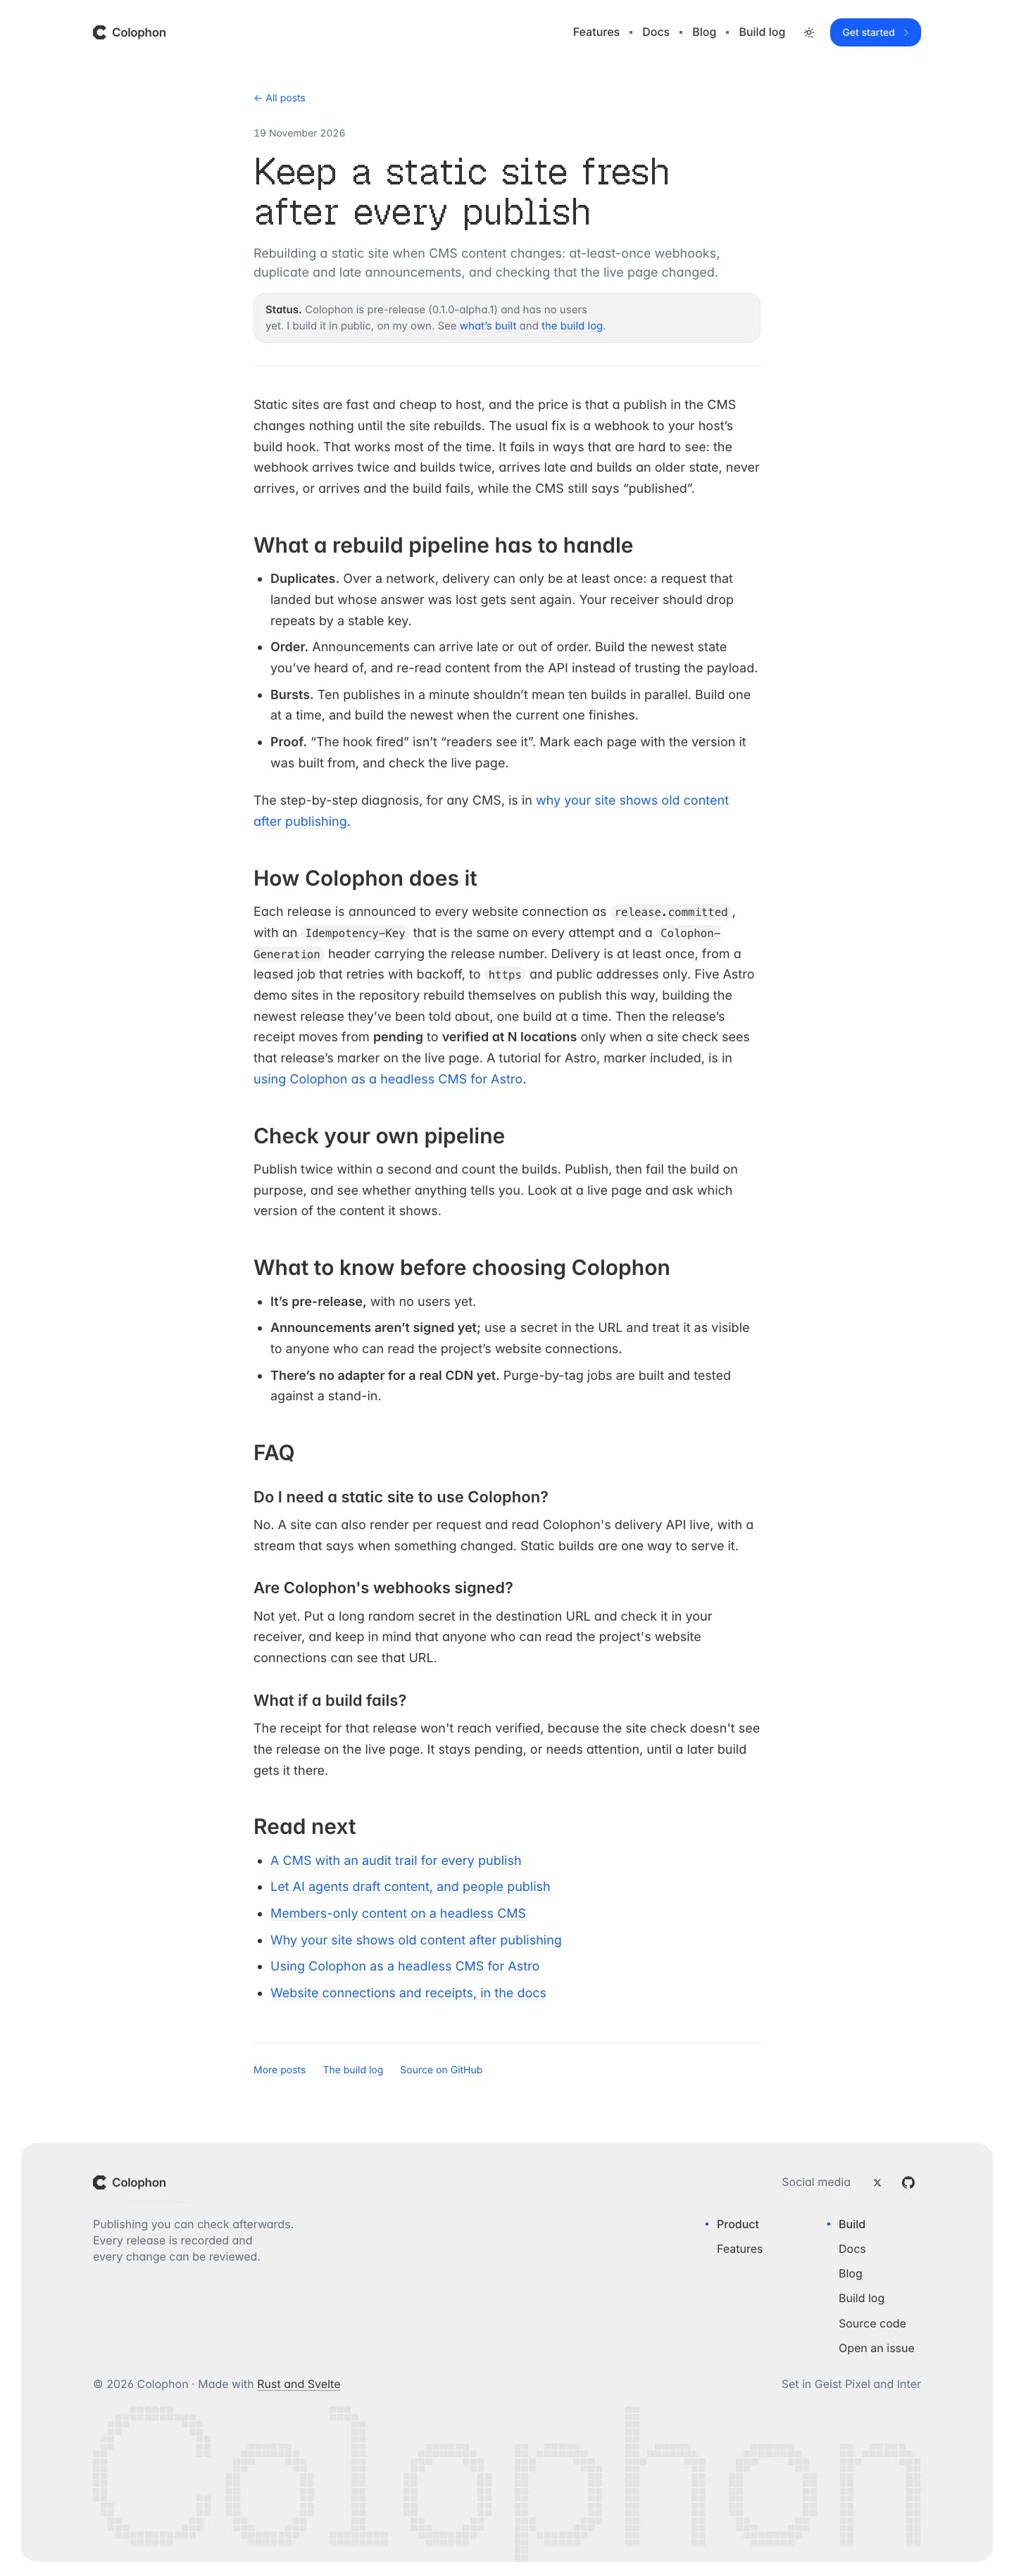 Colophon
Features • Docs • Blog • Build log
Get started
← All posts
19 November 2026
Keep a static site fresh
after every publish
Rebuilding a static site when CMS content changes: at-least-once webhooks,
duplicate and late announcements, and checking that the live page changed.
Status. Colophon is pre-release (0.1.0-alpha.1) and has no users
yet. I build it in public, on my own. See what’s built and the build log.
Static sites are fast and cheap to host, and the price is that a publish in the CMS
changes nothing until the site rebuilds. The usual fix is a webhook to your host’s
build hook. That works most of the time. It fails in ways that are hard to see: the
webhook arrives twice and builds twice, arrives late and builds an older state, never
arrives, or arrives and the build fails, while the CMS still says “published”.
What a rebuild pipeline has to handle
• Duplicates. Over a network, delivery can only be at least once: a request that
landed but whose answer was lost gets sent again. Your receiver should drop
repeats by a stable key.
• Order. Announcements can arrive late or out of order. Build the newest state
you’ve heard of, and re-read content from the API instead of trusting the payload.
• Bursts. Ten publishes in a minute shouldn’t mean ten builds in parallel. Build one
at a time, and build the newest when the current one finishes.
• Proof. “The hook fired” isn’t “readers see it”. Mark each page with the version it
was built from, and check the live page.
The step-by-step diagnosis, for any CMS, is in why your site shows old content
after publishing.
How Colophon does it
Each release is announced to every website connection as release.committed,
with an Idempotency-Key that is the same on every attempt and a Colophon-
Generation header carrying the release number. Delivery is at least once, from a
leased job that retries with backoff, to https and public addresses only. Five Astro
demo sites in the repository rebuild themselves on publish this way, building the
newest release they’ve been told about, one build at a time. Then the release’s
receipt moves from pending to verified at N locations only when a site check sees
that release’s marker on the live page. A tutorial for Astro, marker included, is in
using Colophon as a headless CMS for Astro.
Check your own pipeline
Publish twice within a second and count the builds. Publish, then fail the build on
purpose, and see whether anything tells you. Look at a live page and ask which
version of the content it shows.
What to know before choosing Colophon
• It’s pre-release, with no users yet.
• Announcements aren’t signed yet; use a secret in the URL and treat it as visible
to anyone who can read the project’s website connections.
• There’s no adapter for a real CDN yet. Purge-by-tag jobs are built and tested
against a stand-in.
FAQ
Do I need a static site to use Colophon?
No. A site can also render per request and read Colophon's delivery API live, with a
stream that says when something changed. Static builds are one way to serve it.
Are Colophon's webhooks signed?
Not yet. Put a long random secret in the destination URL and check it in your
receiver, and keep in mind that anyone who can read the project's website
connections can see that URL.
What if a build fails?
The receipt for that release won't reach verified, because the site check doesn't see
the release on the live page. It stays pending, or needs attention, until a later build
gets it there.
Read next
• A CMS with an audit trail for every publish
• Let AI agents draft content, and people publish
• Members-only content on a headless CMS
• Why your site shows old content after publishing
• Using Colophon as a headless CMS for Astro
• Website connections and receipts, in the docs
More posts The build log Source on GitHub
Colophon
Social media
Publishing you can check afterwards.
Every release is recorded and
every change can be reviewed.
• Product
Features
• Build
Docs
Blog
Build log
Source code
Open an issue
© 2026 Colophon · Made with Rust and Svelte
Set in Geist Pixel and Inter
Colophon